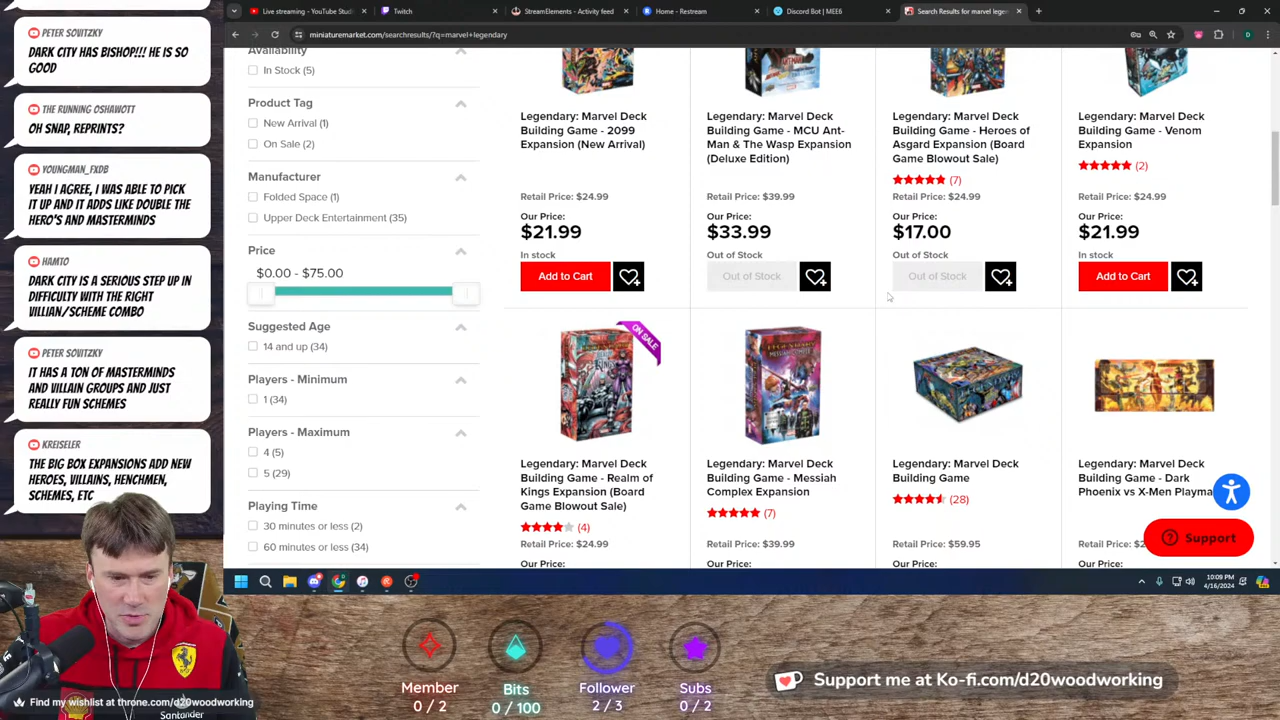 PETER SOVITZKY
DARK CITY HAS BISHOP!!! HE IS SO
GOOD
THE RUNNING OSHAWOTT
OH SNAP, REPRINTS?
YOUNGMAN_FXDB
YEAH I AGREE, I WAS ABLE TO PICK
IT UP AND IT ADDS LIKE DOUBLE THE
HERO'S AND MASTERMINDS
HAMTO
DARK CITY IS A SERIOUS STEP UP IN
DIFFICULTY WITH THE RIGHT
VILLIAN/SCHEME COMBO
PETER SOVITZKY
IT HAS A TON OF MASTERMINDS
AND VILLAIN GROUPS AND JUST
REALLY FUN SCHEMES
KREISELER
THE BIG BOX EXPANSIONS ADD NEW
HEROES, VILLAINS, HENCHMEN,
SCHEMES, ETC
Live streaming - YouTube Studi
Twitch
StreamElements - Activity feed
Home - Restream
Discord Bot | MEE6
Search Results for marvel lege
miniaturemarket.com/searchresults/?q=marvel+legendary
Availability
In Stock (5)
Product Tag
New Arrival (1)
On Sale (2)
Manufacturer
Folded Space (1)
Upper Deck Entertainment (35)
Price
$0.00 - $75.00
Suggested Age
14 and up (34)
Players - Minimum
1 (34)
Players - Maximum
4 (5)
5 (29)
Playing Time
30 minutes or less (2)
60 minutes or less (34)
Legendary: Marvel Deck
Building Game - 2099
Expansion (New Arrival)
Retail Price: $24.99
Our Price:
$21.99
In stock
Add to Cart
Legendary: Marvel Deck
Building Game - MCU Ant-
Man & The Wasp Expansion
(Deluxe Edition)
Retail Price: $39.99
Our Price:
$33.99
Out of Stock
Out of Stock
Legendary: Marvel Deck
Building Game - Heroes of
Asgard Expansion (Board
Game Blowout Sale)
(7)
Retail Price: $24.99
Our Price:
$17.00
Out of Stock
Out of Stock
Legendary: Marvel Deck
Building Game - Venom
Expansion
(2)
Retail Price: $24.99
Our Price:
$21.99
In stock
Add to Cart
ON SALE
Legendary: Marvel Deck
Building Game - Realm of
Kings Expansion (Board
Game Blowout Sale)
(4)
Retail Price: $24.99
Our Price:
Legendary: Marvel Deck
Building Game - Messiah
Complex Expansion
(7)
Retail Price: $39.99
Our Price:
Legendary: Marvel Deck
Building Game
(28)
Retail Price: $59.95
Our Price:
Legendary: Marvel Deck
Building Game - Dark
Phoenix vs X-Men Playma
Retail Price: $2
Our Price:
Support
10:09 PM
4/16/2024
Member
0 / 2
Bits
0 / 100
Follower
2 / 3
Subs
0 / 2
Support me at Ko-fi.com/d20woodworking
Find my wishlist at throne.com/d20woodworking
Santander